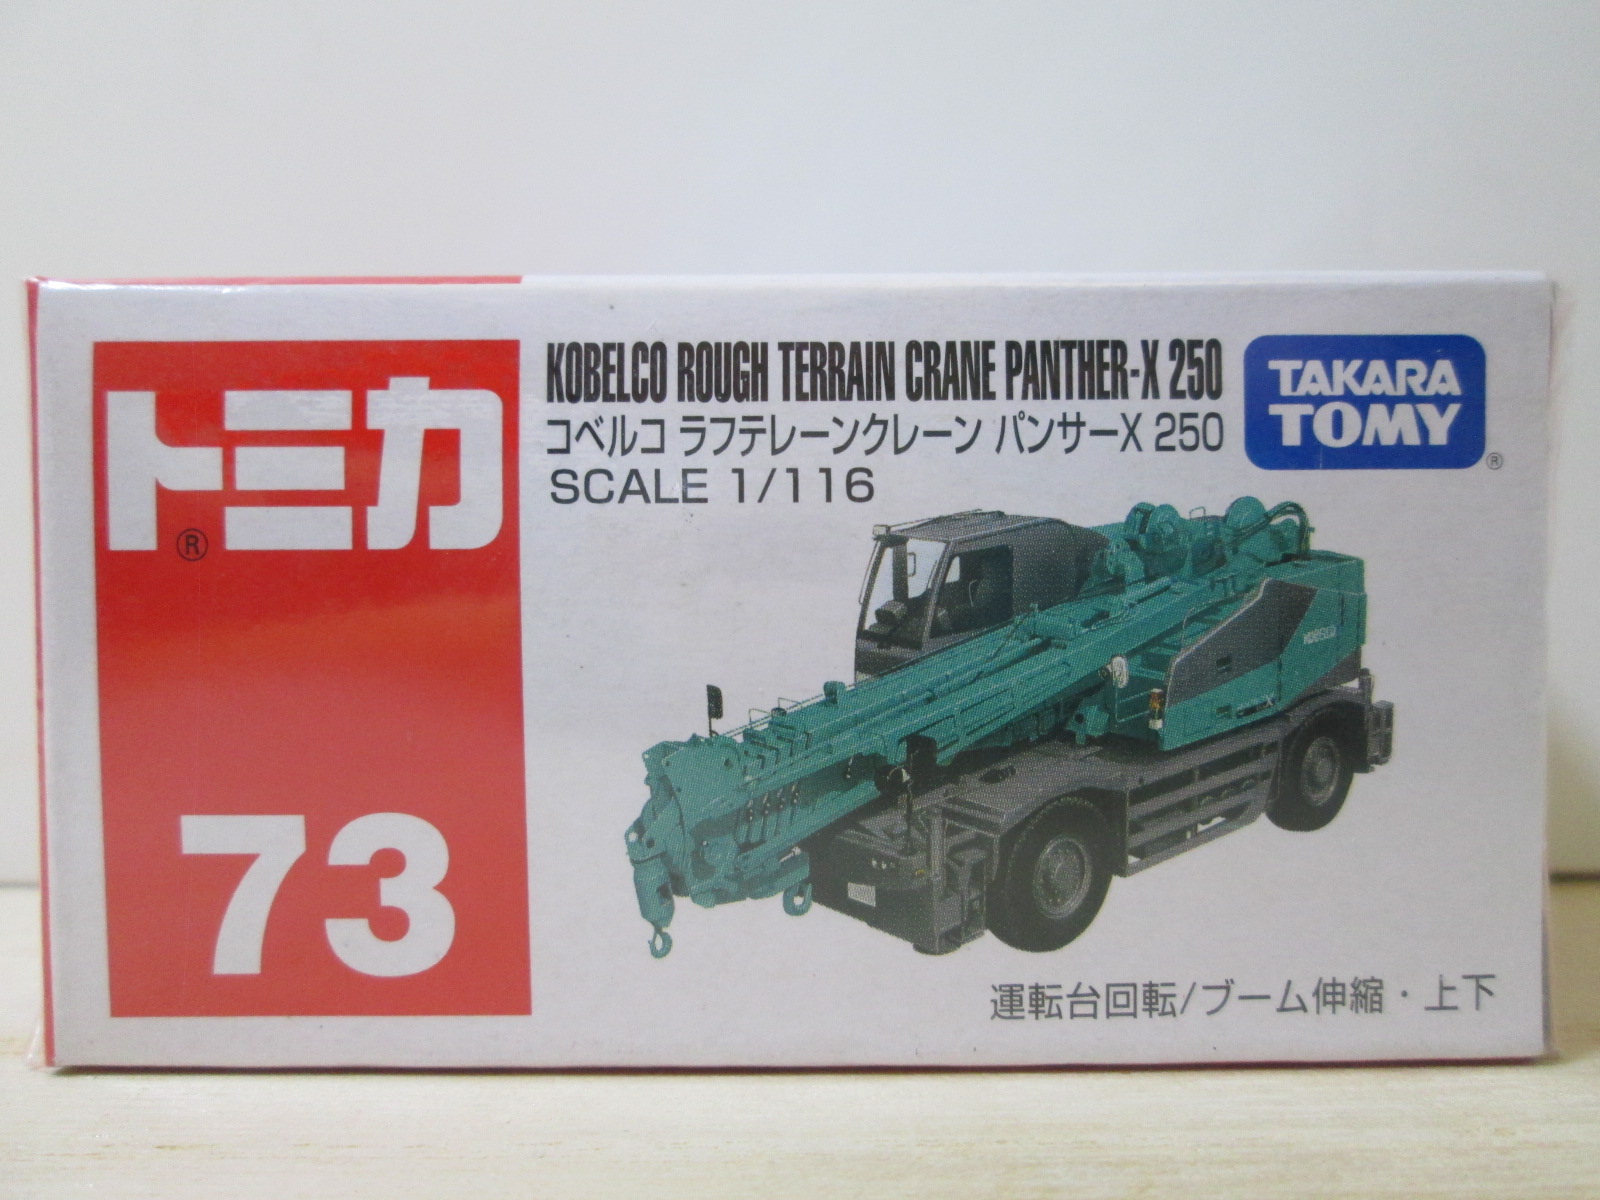 トミカ
®
73
KOBELCO ROUGH TERRAIN CRANE PANTHER-X 250
コベルコ ラフテレーンクレーン パンサーX 250
SCALE 1/116
TAKARA
TOMY
®
KOBELCO
運転台回転/ブーム伸縮・上下